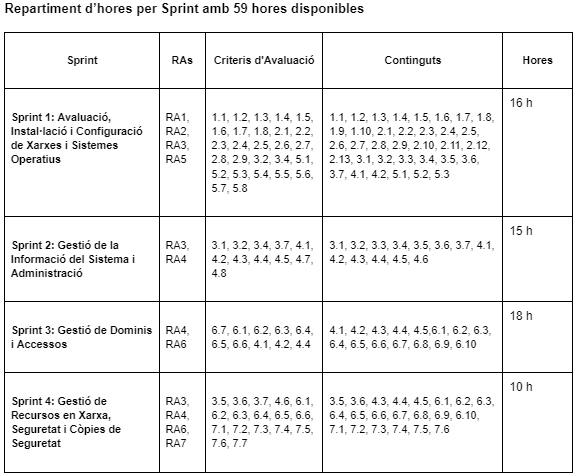 Repartiment d'hores per Sprint amb 59 hores disponibles
Sprint
RAs
Criteris d'Avaluació
Continguts
Hores
Sprint 1: Avaluació,
Instal·lació i Configuració
de Xarxes i Sistemes
Operatius
RA1,
RA2,
RA3,
RA5
1.1, 1.2, 1.3, 1.4, 1.5,
1.6, 1.7, 1.8, 2.1, 2.2,
2.3, 2.4, 2.5, 2.6, 2.7,
2.8, 2.9, 3.2, 3.4, 5.1,
5.2, 5.3, 5.4, 5.5, 5.6,
5.7, 5.8
1.1, 1.2, 1.3, 1.4, 1.5, 1.6, 1.7, 1.8,
1.9, 1.10, 2.1, 2.2, 2.3, 2.4, 2.5,
2.6, 2.7, 2.8, 2.9, 2.10, 2.11, 2.12,
2.13, 3.1, 3.2, 3.3, 3.4, 3.5, 3.6,
3.7, 4.1, 4.2, 5.1, 5.2, 5.3
16 h
Sprint 2: Gestió de la
Informació del Sistema i
Administració
RA3,
RA4
3.1, 3.2, 3.4, 3.7, 4.1,
4.2, 4.3, 4.4, 4.5, 4.7,
4.8
3.1, 3.2, 3.3, 3.4, 3.5, 3.6, 3.7, 4.1,
4.2, 4.3, 4.4, 4.5, 4.6
15 h
Sprint 3: Gestió de Dominis
i Accessos
RA4,
RA6
6.7, 6.1, 6.2, 6.3, 6.4,
6.5, 6.6, 4.1, 4.2, 4.4
4.1, 4.2, 4.3, 4.4, 4.5,6.1, 6.2, 6.3,
6.4, 6.5, 6.6, 6.7, 6.8, 6.9, 6.10
18 h
Sprint 4: Gestió de
Recursos en Xarxa,
Seguretat i Còpies de
Seguretat
RA3,
RA4,
RA6,
RA7
3.5, 3.6, 3.7, 4.6, 6.1,
6.2, 6.3, 6.4, 6.5, 6.6,
7.1, 7.2, 7.3, 7.4, 7.5,
7.6, 7.7
3.5, 3.6, 4.3, 4.4, 4.5, 6.1, 6.2, 6.3,
6.4, 6.5, 6.6, 6.7, 6.8, 6.9, 6.10,
7.1, 7.2, 7.3, 7.4, 7.5, 7.6
10 h